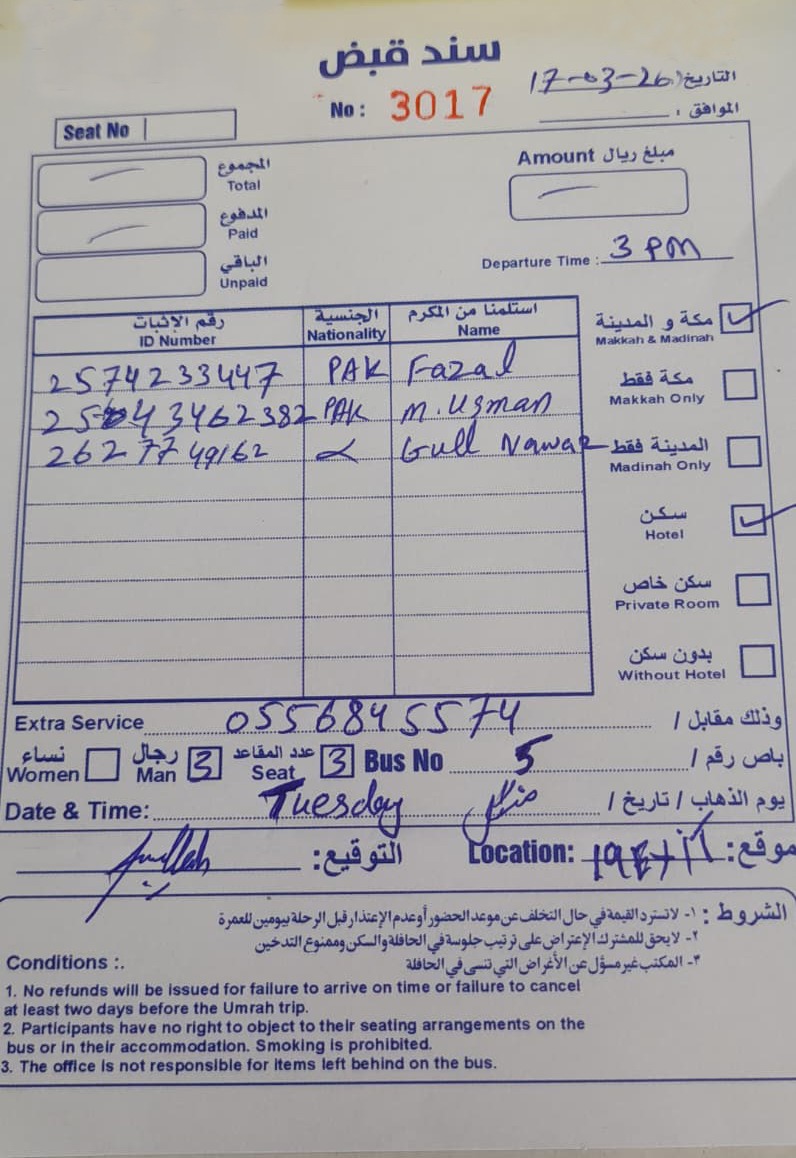 سند قبض
No : 3017
التاريخ : 17-03-26
الموافق :
Seat No
المجموع
Total
المدفوع
Paid
الباقي
Unpaid
Amount مبلغ ريال
Departure Time : 3 PM
رقم الإثبات الجنسية استلمنا من المكرم
ID Number Nationality Name
2574233447 PAK Fazal
PAK M. Usman
2627749162 Gull Nawaz
مكة و المدينة
Makkah & Madinah
مكة فقط
Makkah Only
المدينة فقط
Madinah Only
سكن
Hotel
سكن خاص
Private Room
بدون سكن
Without Hotel
Extra Service 0556845574 وذلك مقابل /
نساء رجال عدد المقاعد
Women Man 3 Seat 3 Bus No 5 باص رقم /
Date & Time: Tuesday منگل يوم الذهاب / تاريخ /
التوقيع: Location: موقع:
الشروط : ١- لا تسترد القيمة في حال التخلف عن موعد الحضور أو عدم الإعتذار قبل الرحلة بيومين للعمرة
٢- لا يحق للمشترك الإعتراض على ترتيب جلوسة في الحافلة والسكن وممنوع التدخين
٣- المكتب غير مسؤل عن الأغراض التي تنسى في الحافلة
Conditions :.
1. No refunds will be issued for failure to arrive on time or failure to cancel
at least two days before the Umrah trip.
2. Participants have no right to object to their seating arrangements on the
bus or in their accommodation. Smoking is prohibited.
3. The office is not responsible for items left behind on the bus.